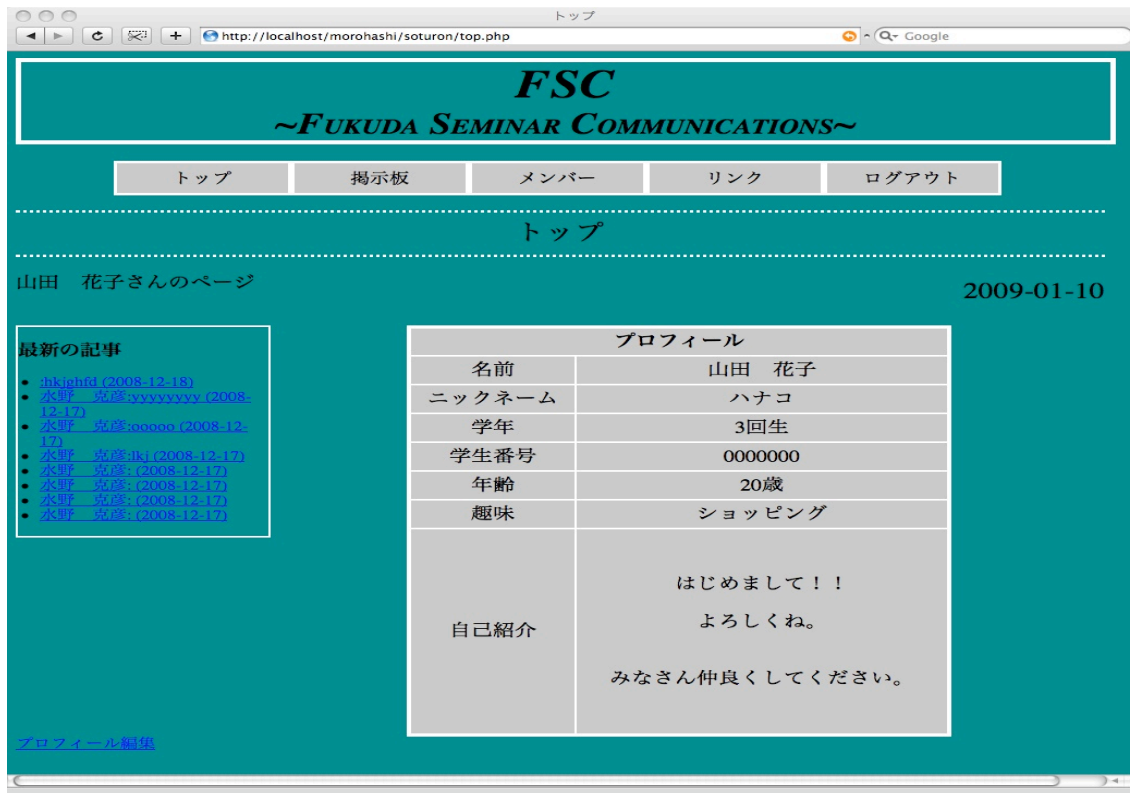 トップ
http://localhost/morohashi/soturon/top.php
Google
FSC
~FUKUDA SEMINAR COMMUNICATIONS~
トップ 掲示板 メンバー リンク ログアウト
トップ
山田　花子さんのページ
2009-01-10
最新の記事
:hkjghfd (2008-12-18)
水野　克彦:yyyyyyyy (2008-
12-17)
水野　克彦:ooooo (2008-12-
17)
水野　克彦:lkj (2008-12-17)
水野　克彦: (2008-12-17)
水野　克彦: (2008-12-17)
水野　克彦: (2008-12-17)
水野　克彦: (2008-12-17)
プロフィール
名前 山田　花子
ニックネーム ハナコ
学年 3回生
学生番号 0000000
年齢 20歳
趣味 ショッピング
自己紹介
はじめまして！！
よろしくね。
みなさん仲良くしてください。
プロフィール編集